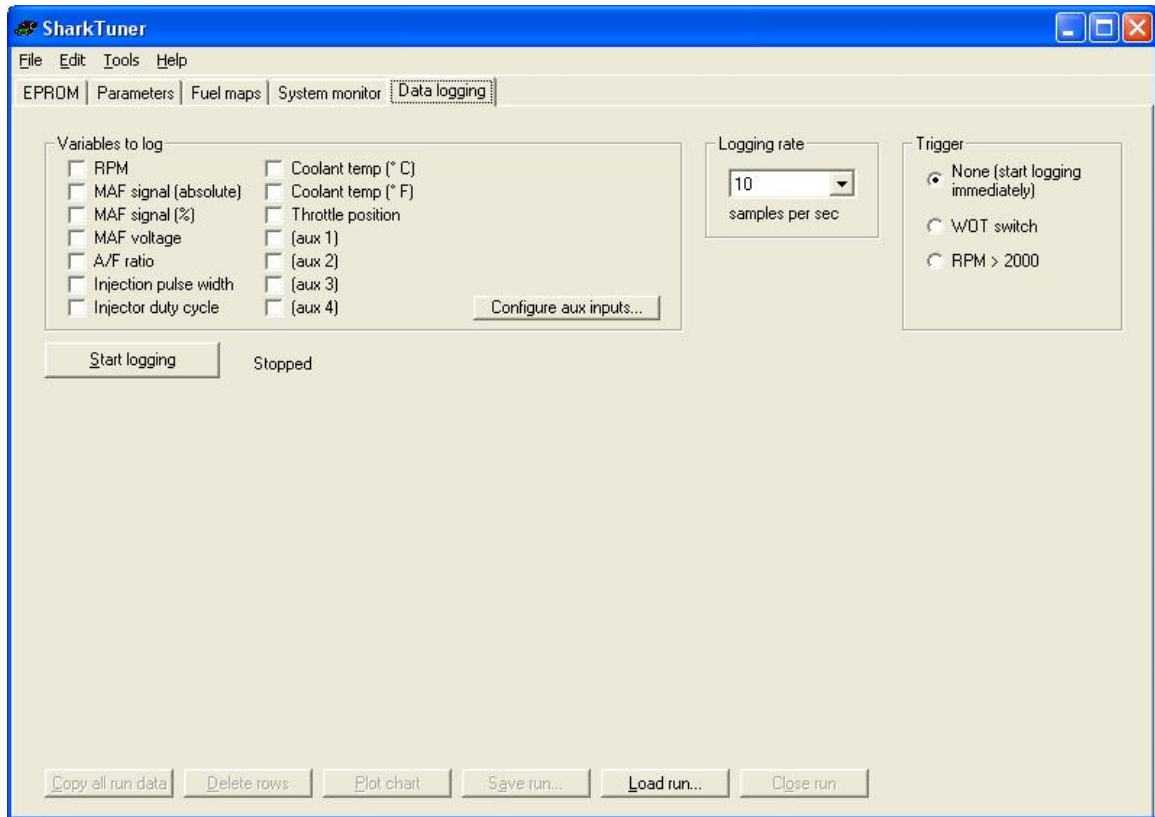 SharkTuner
File Edit Tools Help
EPROM Parameters Fuel maps System monitor Data logging
Variables to log
RPM
MAF signal (absolute)
MAF signal (%)
MAF voltage
A/F ratio
Injection pulse width
Injector duty cycle
Coolant temp (° C)
Coolant temp (° F)
Throttle position
(aux 1)
(aux 2)
(aux 3)
(aux 4)
Configure aux inputs...
Logging rate
10
samples per sec
Trigger
None (start logging
immediately)
WOT switch
RPM > 2000
Start logging
Stopped
Copy all run data Delete rows Plot chart Save run... Load run... Close run